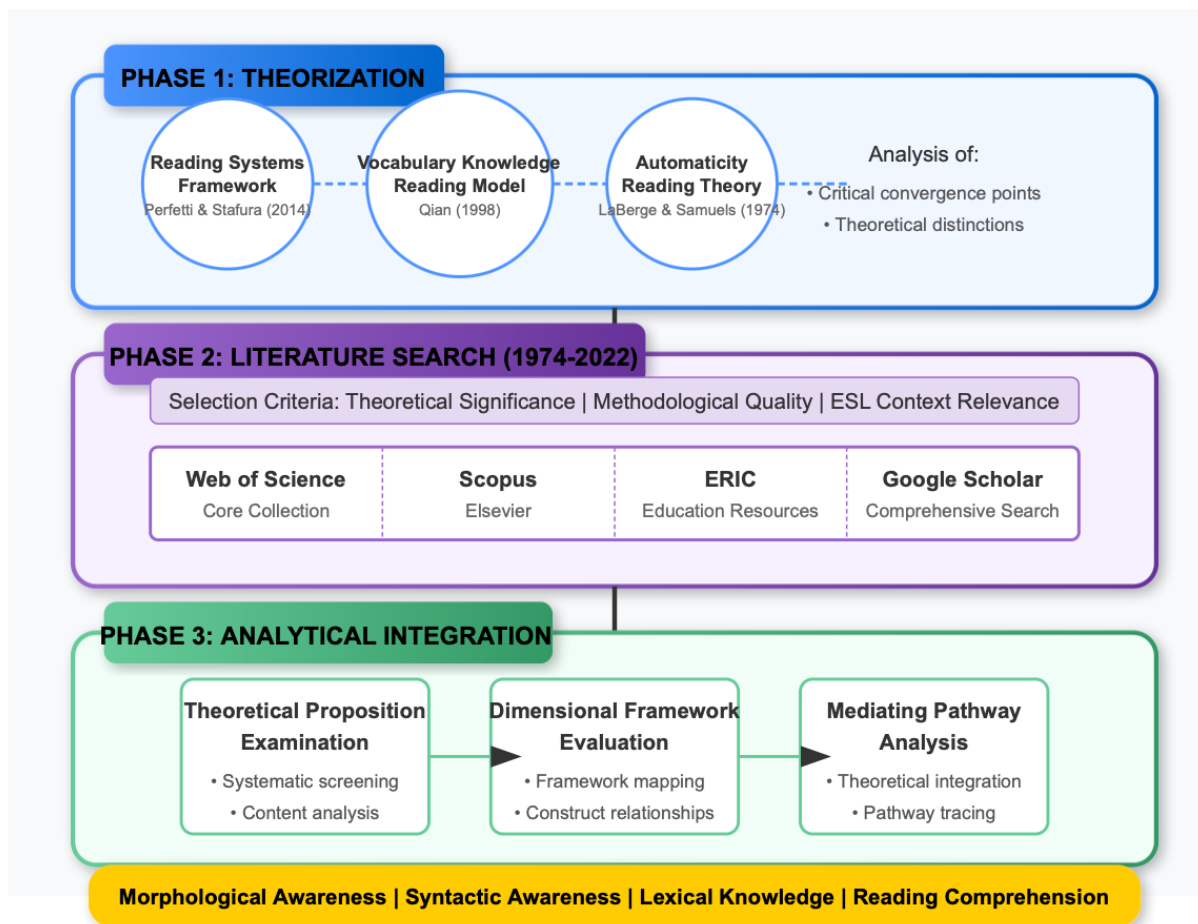 PHASE 1: THEORIZATION
Reading Systems
Framework
Perfetti & Stafura (2014)
Vocabulary Knowledge
Reading Model
Qian (1998)
Automaticity
Reading Theory
LaBerge & Samuels (1974)
Analysis of:
• Critical convergence points
• Theoretical distinctions
PHASE 2: LITERATURE SEARCH (1974-2022)
Selection Criteria: Theoretical Significance | Methodological Quality | ESL Context Relevance
Web of Science
Core Collection
Scopus
Elsevier
ERIC
Education Resources
Google Scholar
Comprehensive Search
PHASE 3: ANALYTICAL INTEGRATION
Theoretical Proposition
Examination
• Systematic screening
• Content analysis
Dimensional Framework
Evaluation
• Framework mapping
• Construct relationships
Mediating Pathway
Analysis
• Theoretical integration
• Pathway tracing
Morphological Awareness | Syntactic Awareness | Lexical Knowledge | Reading Comprehension